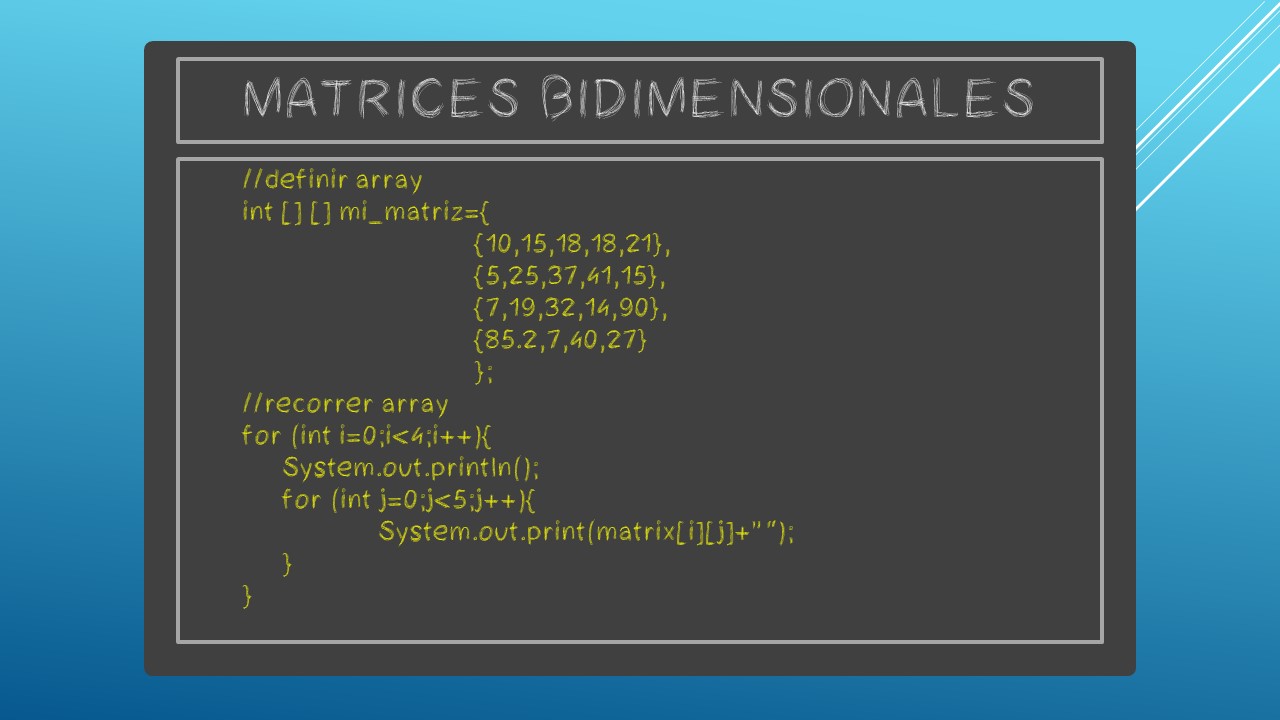 MATRICES BIDIMENSIONALES
//definir array
int [] [] mi_matriz={
{10,15,18,18,21},
{5,25,37,41,15},
{7,19,32,14,90},
{85.2,7,40,27}
};
//recorrer array
for (int i=0;i<4;i++){
System.out.println();
for (int j=0;j<5;j++){
System.out.print(matrix[i][j]+" ");
}
}